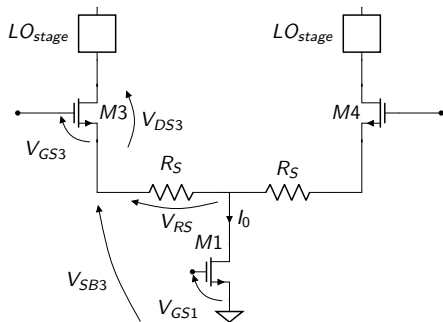 LO_stage LO_stage
M3 M4
V_GS3 V_DS3
R_S R_S
V_RS I_0
M1
V_SB3
V_GS1